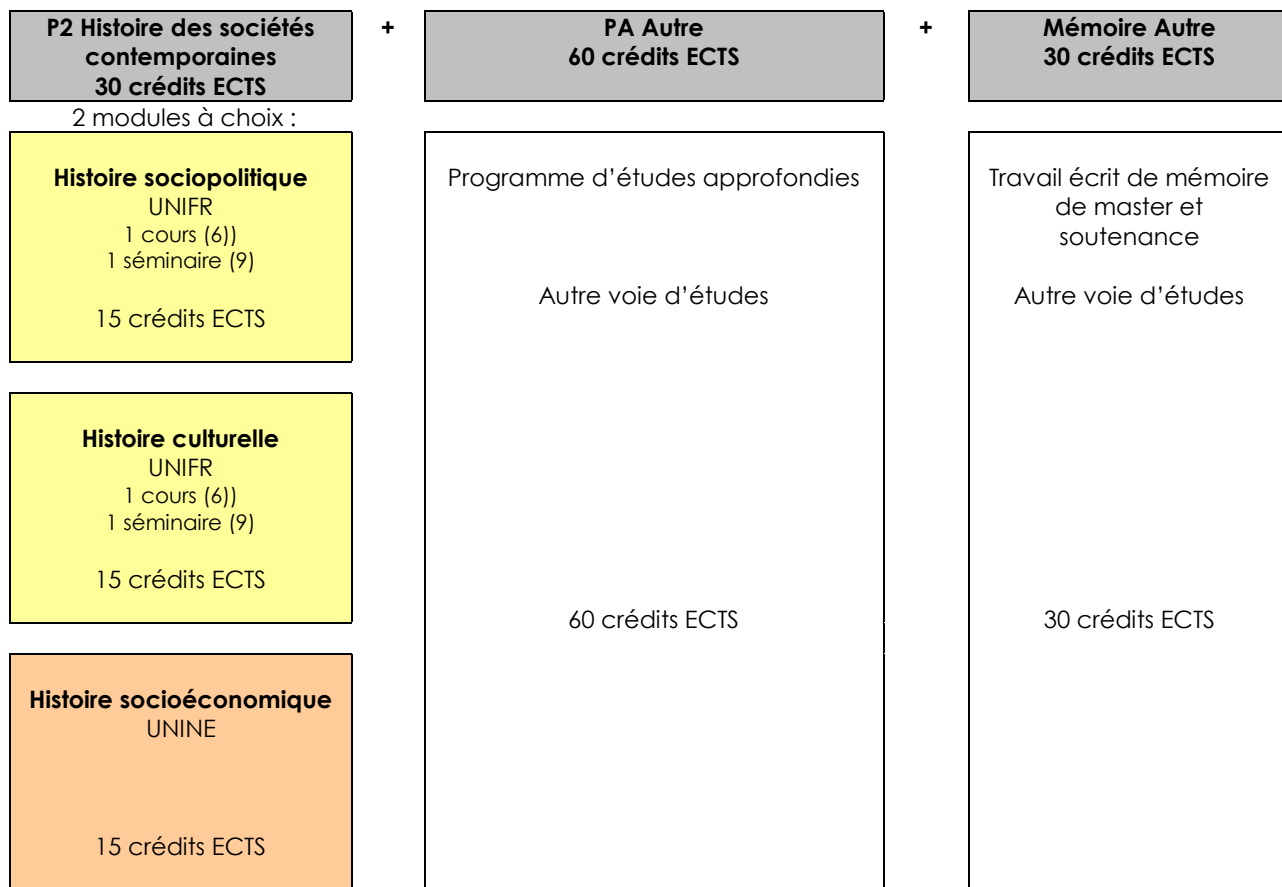 P2 Histoire des sociétés
contemporaines
30 crédits ECTS
+
PA Autre
60 crédits ECTS
+
Mémoire Autre
30 crédits ECTS
2 modules à choix :
Histoire sociopolitique
UNIFR
1 cours (6))
1 séminaire (9)
15 crédits ECTS
Histoire culturelle
UNIFR
1 cours (6))
1 séminaire (9)
15 crédits ECTS
Histoire socioéconomique
UNINE
15 crédits ECTS
Programme d’études approfondies
Autre voie d’études
60 crédits ECTS
Travail écrit de mémoire
de master et
soutenance
Autre voie d’études
30 crédits ECTS